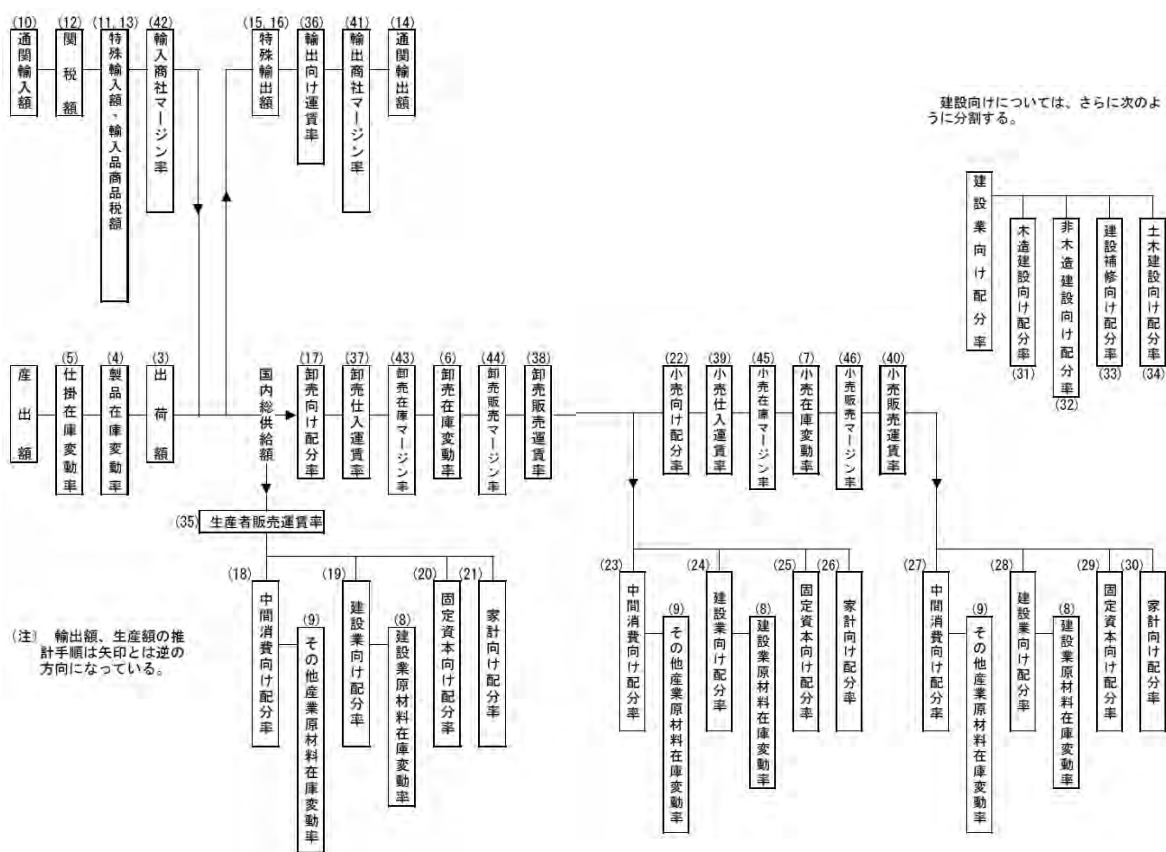 (10)
通関輸入額
(12)
関税額
(11, 13)
特殊輸入額、輸入品商品税額
(42)
輸入商社マージン率
(15, 16)
特殊輸出額
(36)
輸出向け運賃率
(41)
輸出商社マージン率
(14)
通関輸出額
建設向けについては、さらに次のよ
うに分割する。
建設業向け配分率
木造建設向け配分率
(31)
非木造建設向け配分率
(32)
建設補修向け配分率
(33)
土木建設向け配分率
(34)
産出額
(5)
仕掛在庫変動率
(4)
製品在庫変動率
(3)
出荷額
国内総供給額
(17)
卸売向け配分率
(37)
卸売仕入運賃率
(43)
卸売在庫マージン率
(6)
卸売在庫変動率
(44)
卸売販売マージン率
(38)
卸売販売運賃率
(22)
小売向け配分率
(39)
小売仕入運賃率
(45)
小売在庫マージン率
(7)
小売在庫変動率
(46)
小売販売マージン率
(40)
小売販売運賃率
(35)
生産者販売運賃率
(18)
中間消費向け配分率
(9)
その他産業原材料在庫変動率
(19)
建設業向け配分率
(8)
建設業原材料在庫変動率
(20)
固定資本向け配分率
(21)
家計向け配分率
(23)
中間消費向け配分率
(9)
その他産業原材料在庫変動率
(24)
建設業向け配分率
(8)
建設業原材料在庫変動率
(25)
固定資本向け配分率
(26)
家計向け配分率
(27)
中間消費向け配分率
(9)
その他産業原材料在庫変動率
(28)
建設業向け配分率
(8)
建設業原材料在庫変動率
(29)
固定資本向け配分率
(30)
家計向け配分率
(注) 輸出額、生産額の推
計手順は矢印とは逆の
方向になっている。